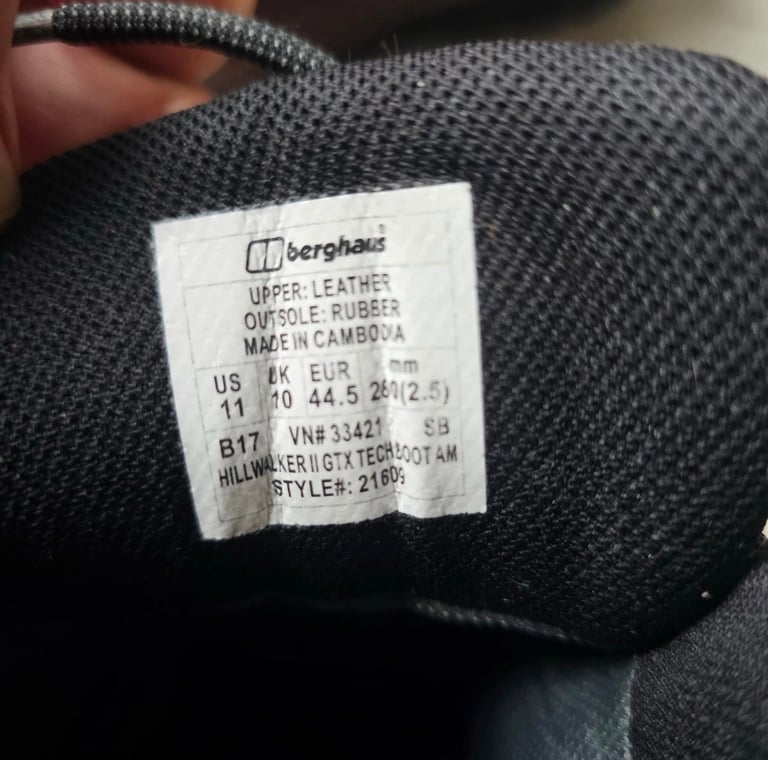 berghaus
UPPER: LEATHER
OUTSOLE: RUBBER
MADE IN CAMBODIA
US UK EUR mm
11 10 44.5 280(2.5)
B17 VN# 33421 SB
HILLWALKER II GTX TECH BOOT AM
STYLE#: 21609